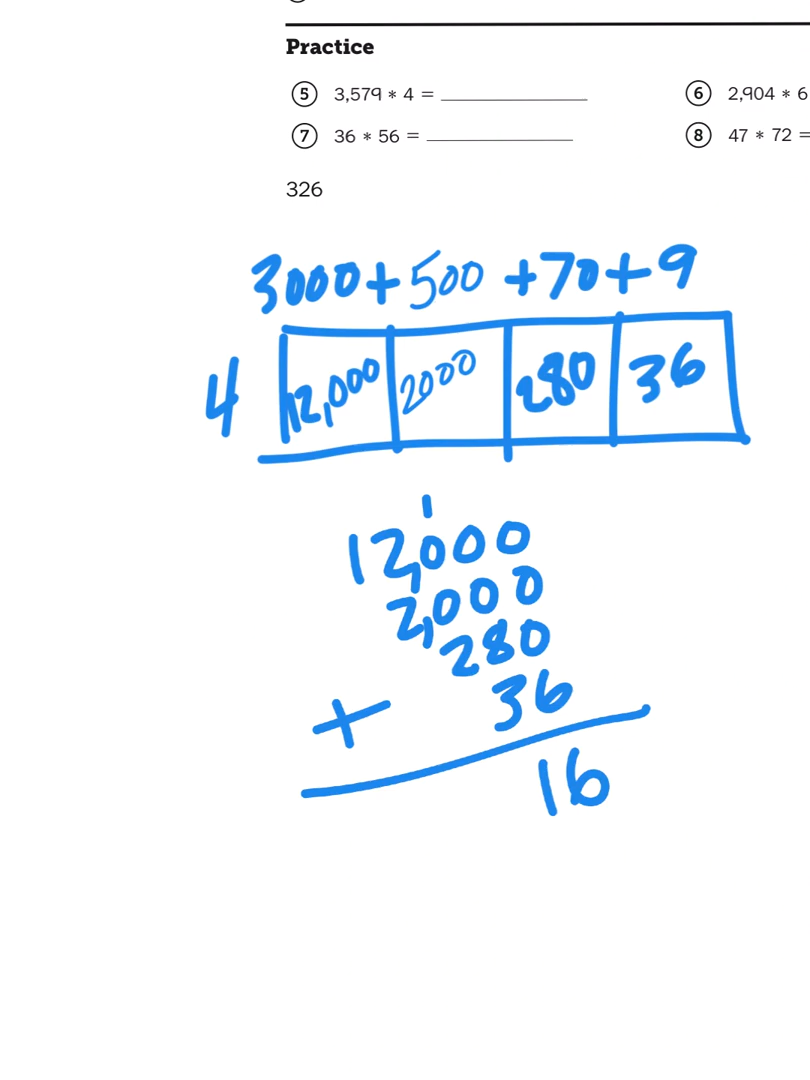 Practice
5 3,579 * 4 = ____________ 6 2,904 * 6
7 36 * 56 = ____________ 8 47 * 72 =
326
3000+500 +70+9
4 12,000 2000 280 36
1
12,000
2,000
280
+ 36
16